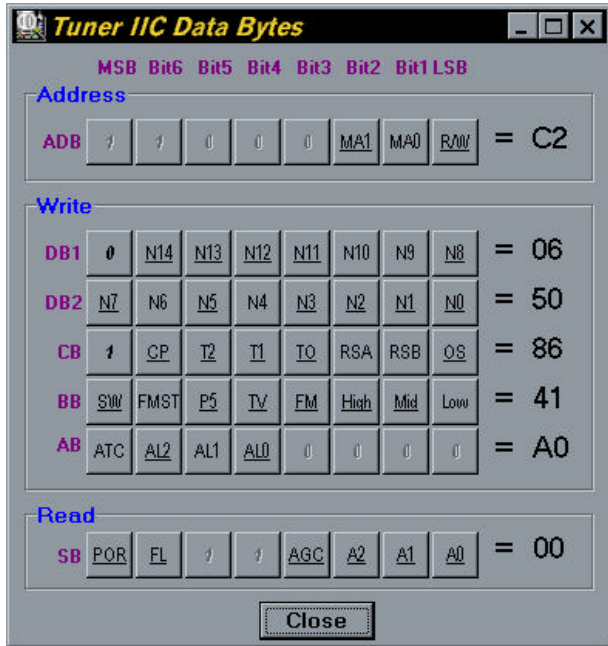 Tuner IIC Data Bytes
MSB Bit6 Bit5 Bit4 Bit3 Bit2 Bit1 LSB
Address
ADB 1 1 0 0 0 MA1 MA0 R/W = C2
Write
DB1 0 N14 N13 N12 N11 N10 N9 N8 = 06
DB2 N7 N6 N5 N4 N3 N2 N1 N0 = 50
CB 1 CP T2 T1 TO RSA RSB OS = 86
BB SW FMST P5 TV FM High Mid Low = 41
AB ATC AL2 AL1 AL0 0 0 0 0 = A0
Read
SB POR FL 1 1 AGC A2 A1 A0 = 00
Close